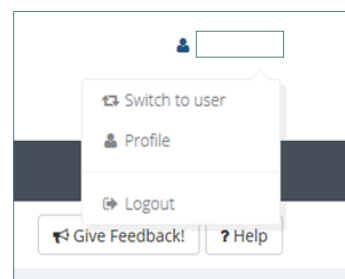 Switch to user
Profile
Logout
Give Feedback!
? Help